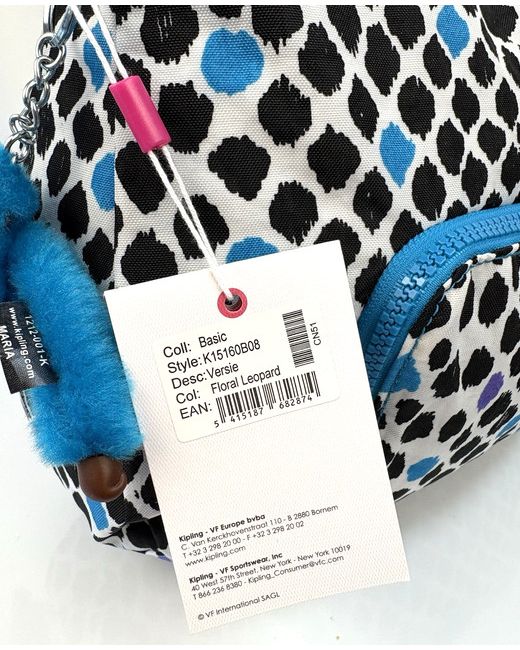 Coll: Basic
Style:K15160B08
Desc:Versie
Col: Floral Leopard
EAN:
5 415187 682874
CN51
1212-001-K
www.kipling.com
MARIA
Kipling - VF Europe bvba
C. Van Kerckhovenstraat 110 - B 2880 Bornem
T +32 3 298 20 00 - F +32 3 298 20 02
www.kipling.com
Kipling - VF Sportswear, Inc
40 West 57th Street, New York - New York 10019
T 866 236 8380 - Kipling_Consumer@vfc.com
© VF international SAGL